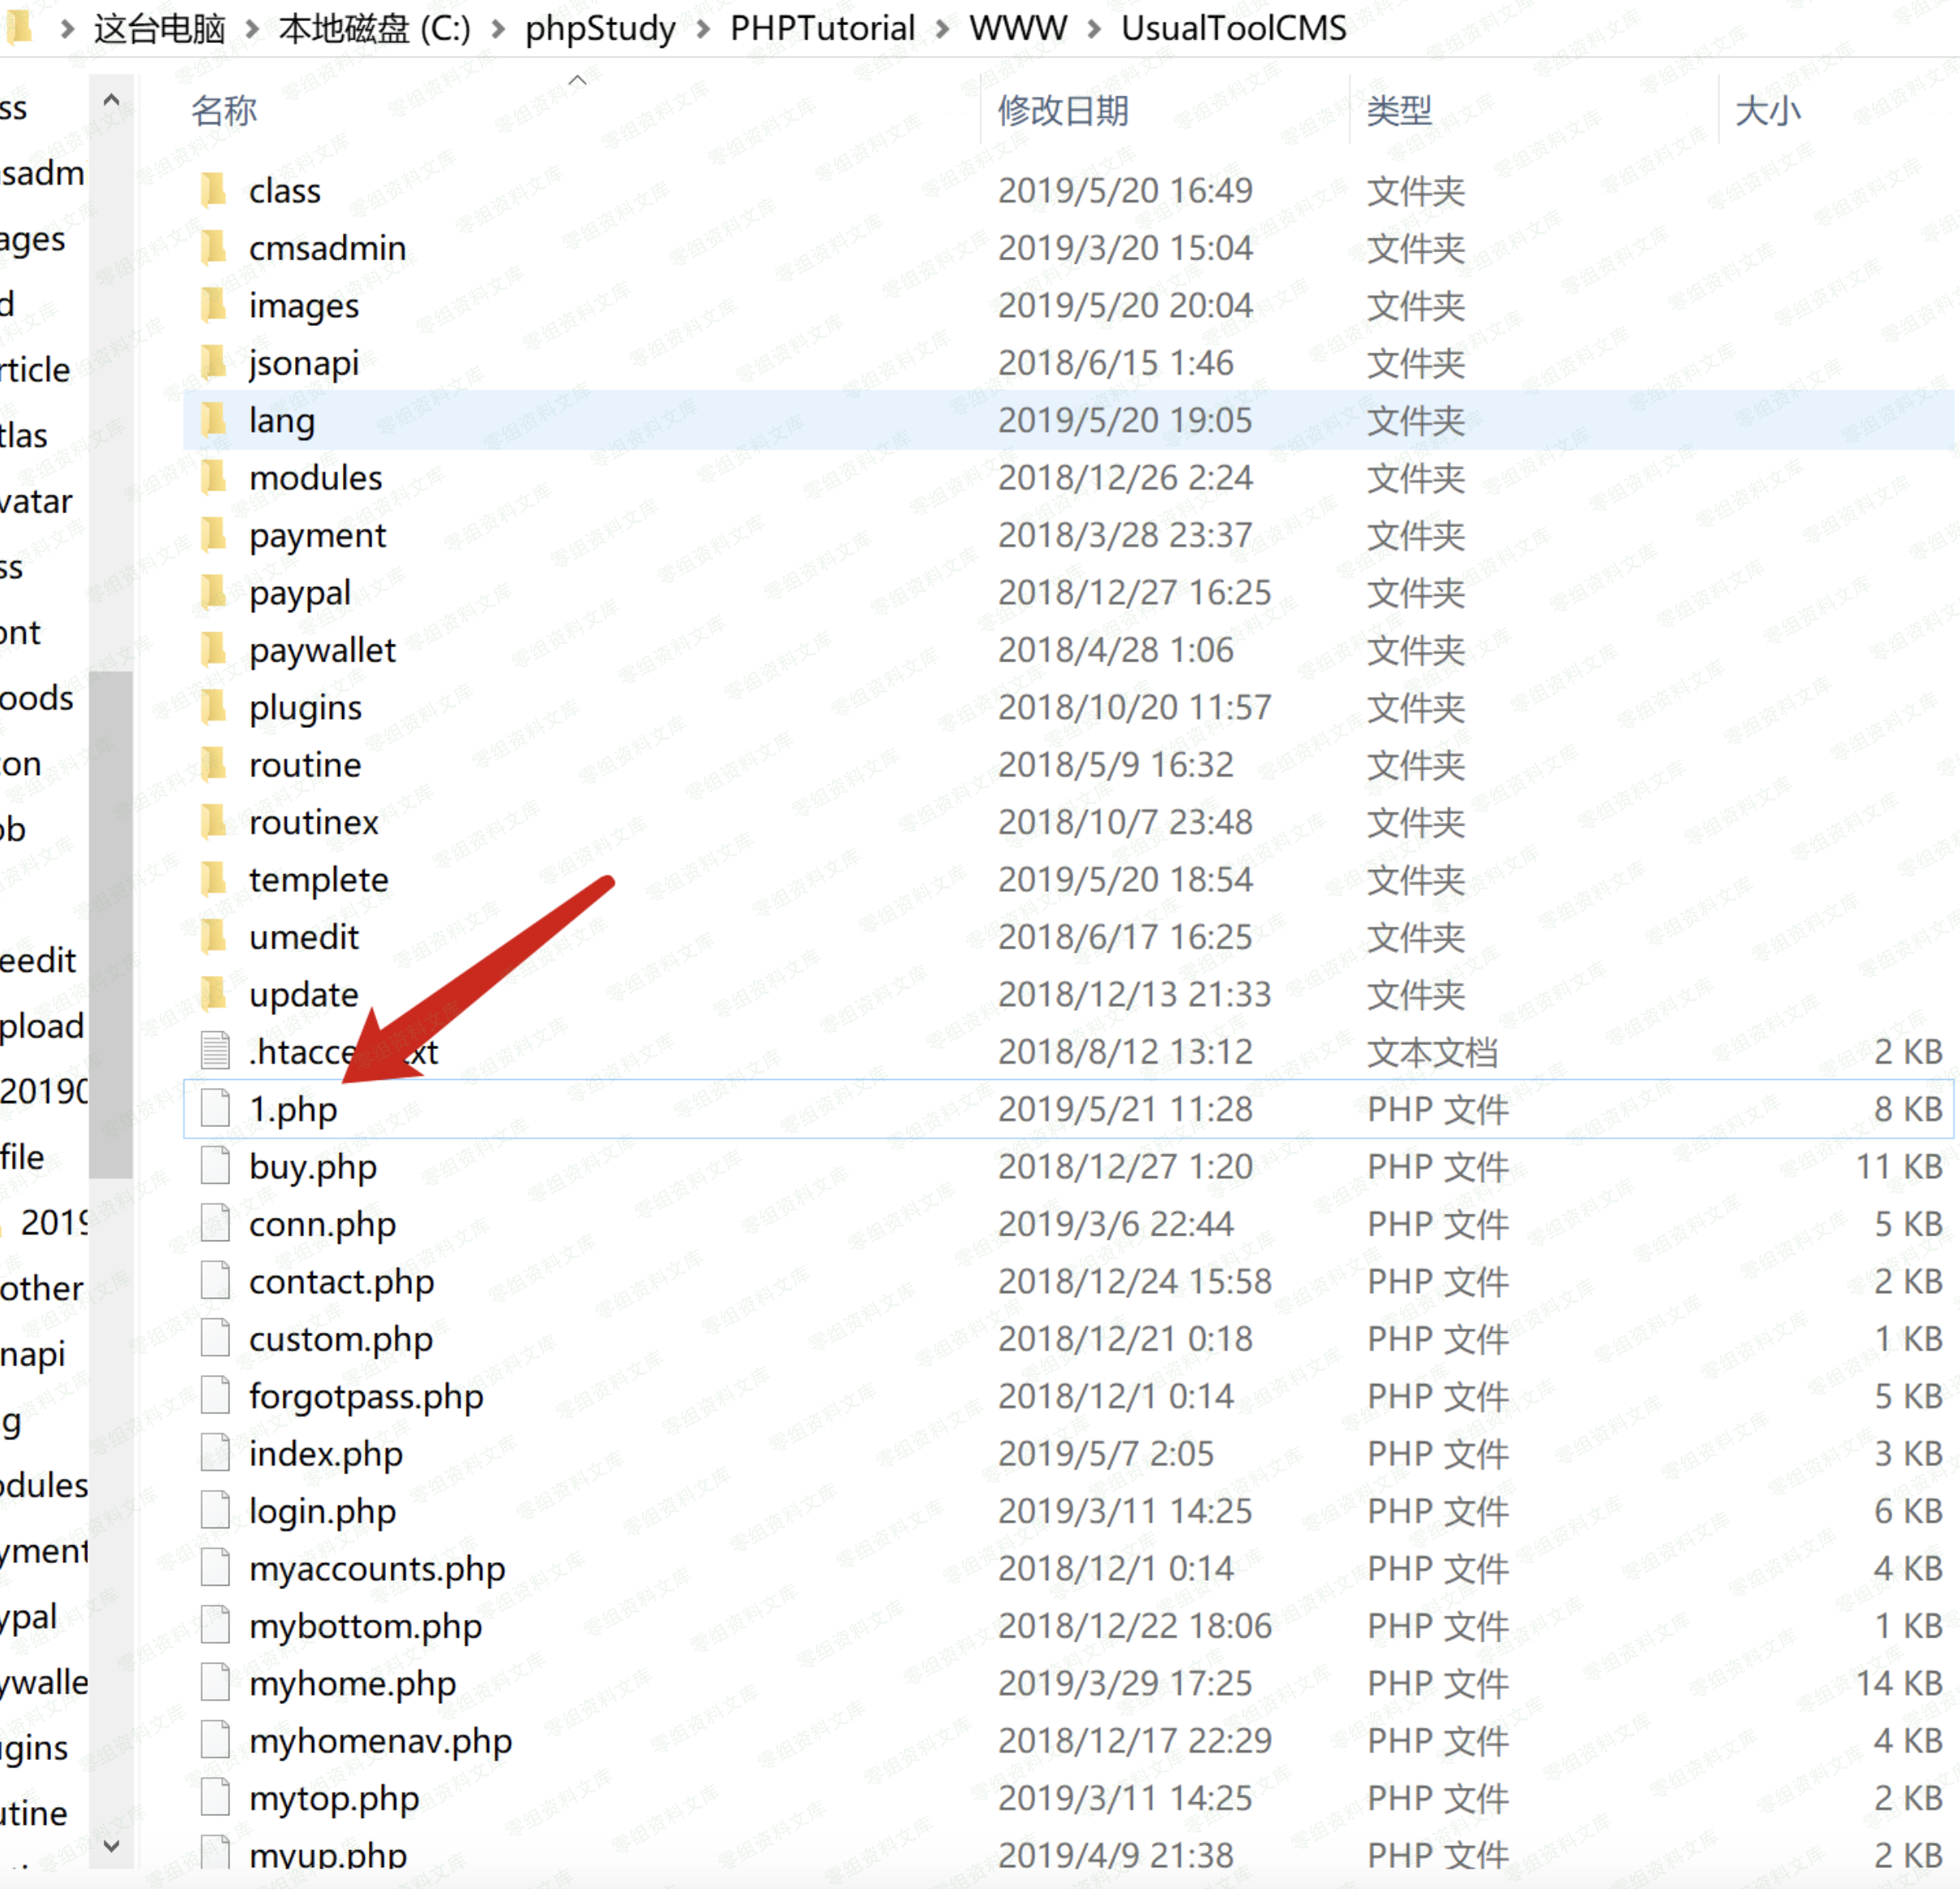 这台电脑 > 本地磁盘 (C:) > phpStudy > PHPTutorial > WWW > UsualToolCMS
名称 修改日期 类型 大小
class 2019/5/20 16:49 文件夹
cmsadmin 2019/3/20 15:04 文件夹
images 2019/5/20 20:04 文件夹
jsonapi 2018/6/15 1:46 文件夹
lang 2019/5/20 19:05 文件夹
modules 2018/12/26 2:24 文件夹
payment 2018/3/28 23:37 文件夹
paypal 2018/12/27 16:25 文件夹
paywallet 2018/4/28 1:06 文件夹
plugins 2018/10/20 11:57 文件夹
routine 2018/5/9 16:32 文件夹
routinex 2018/10/7 23:48 文件夹
templete 2019/5/20 18:54 文件夹
umedit 2018/6/17 16:25 文件夹
update 2018/12/13 21:33 文件夹
2018/8/12 13:12 文本文档 2 KB
1.php 2019/5/21 11:28 PHP 文件 8 KB
buy.php 2018/12/27 1:20 PHP 文件 11 KB
conn.php 2019/3/6 22:44 PHP 文件 5 KB
contact.php 2018/12/24 15:58 PHP 文件 2 KB
custom.php 2018/12/21 0:18 PHP 文件 1 KB
forgotpass.php 2018/12/1 0:14 PHP 文件 5 KB
index.php 2019/5/7 2:05 PHP 文件 3 KB
login.php 2019/3/11 14:25 PHP 文件 6 KB
myaccounts.php 2018/12/1 0:14 PHP 文件 4 KB
mybottom.php 2018/12/22 18:06 PHP 文件 1 KB
myhome.php 2019/3/29 17:25 PHP 文件 14 KB
myhomenav.php 2018/12/17 22:29 PHP 文件 4 KB
mytop.php 2019/3/11 14:25 PHP 文件 2 KB
myup.php 2019/4/9 21:38 PHP 文件 2 KB
ss
sadm
ages
d
rticle
tlas
vatar
ss
ont
oods
on
ob
eedit
pload
20190
file
2019
other
napi
g
odules
yment
ypal
ywalle
gins
utine
零组资料文库